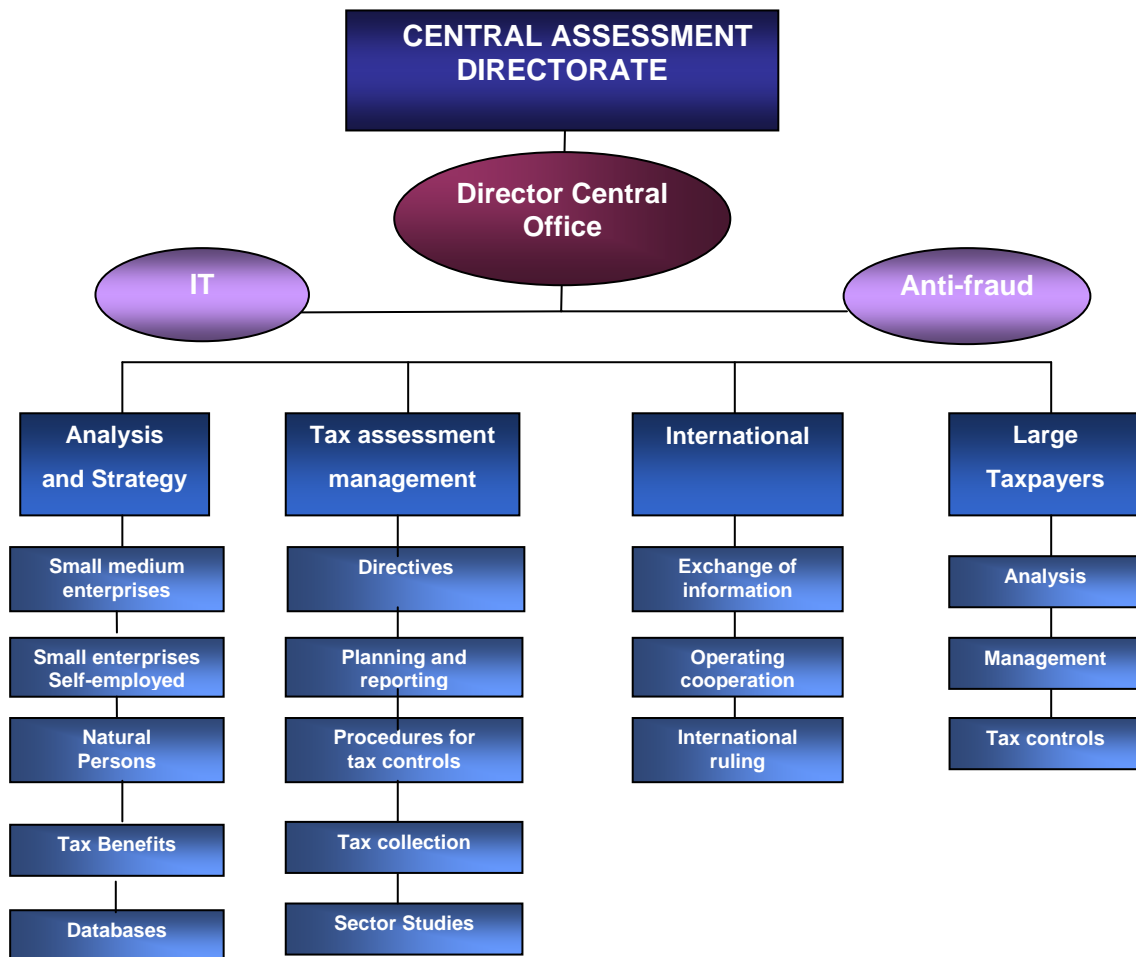 CENTRAL ASSESSMENT
DIRECTORATE
Director Central
Office
IT
Anti-fraud
Analysis
and Strategy
Small medium
enterprises
Small enterprises
Self-employed
Natural
Persons
Tax Benefits
Databases
Tax assessment
management
Directives
Planning and
reporting
Procedures for
tax controls
Tax collection
Sector Studies
International
Exchange of
information
Operating
cooperation
International
ruling
Large
Taxpayers
Analysis
Management
Tax controls